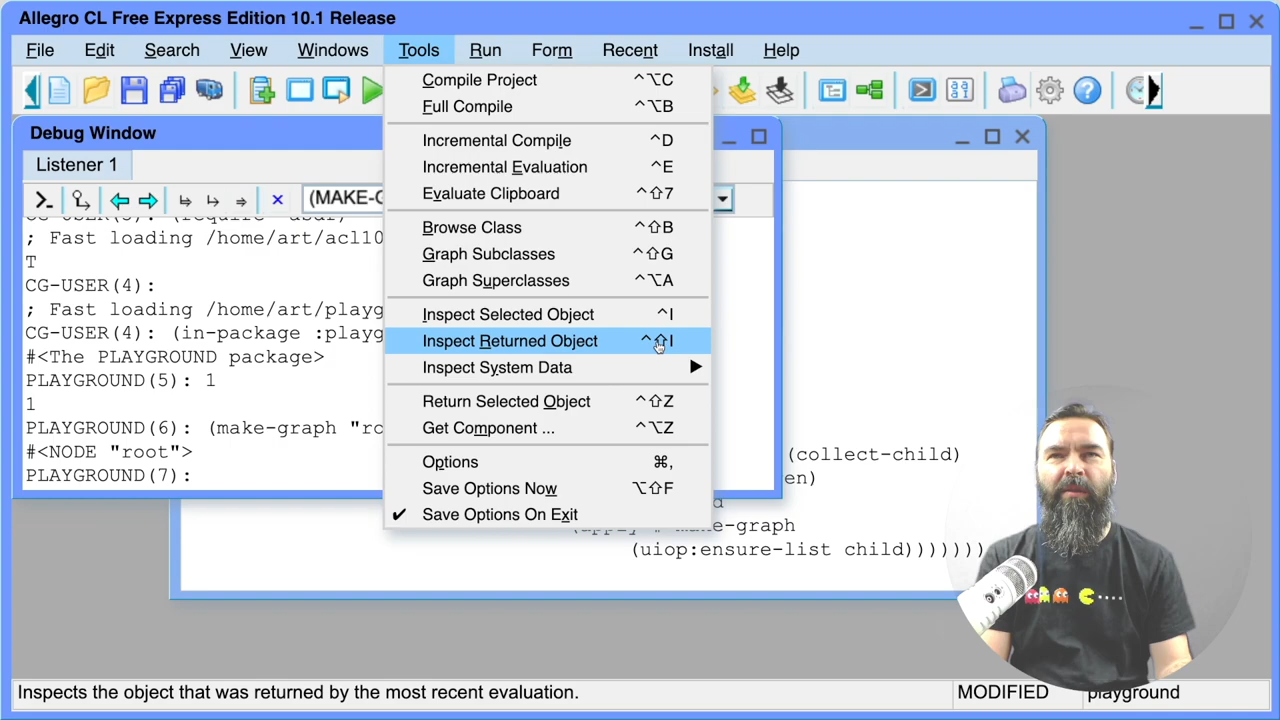 Allegro CL Free Express Edition 10.1 Release
File Edit Search View Windows Tools Run Form Recent Install Help
Debug Window
Listener 1
(MAKE-
; Fast loading /home/art/acl10
T
CG-USER(4):
; Fast loading /home/art/playg
CG-USER(4): (in-package :playg
#<The PLAYGROUND package>
PLAYGROUND(5): 1
1
PLAYGROUND(6): (make-graph "ro
#<NODE "root">
PLAYGROUND(7):
Compile Project ^⌥C
Full Compile ^⌥B
Incremental Compile ^D
Incremental Evaluation ^E
Evaluate Clipboard ^⇧7
Browse Class ^⇧B
Graph Subclasses ^⇧G
Graph Superclasses ^⌥A
Inspect Selected Object ^I
Inspect Returned Object ^⇧I
Inspect System Data
Return Selected Object ^⇧Z
Get Component ... ^⌥Z
Options ⌘,
Save Options Now ⌥⇧F
✔ Save Options On Exit
(collect-child)
en)
d
-graph
(uiop:ensure-list child)))))))
Inspects the object that was returned by the most recent evaluation.
MODIFIED
playground